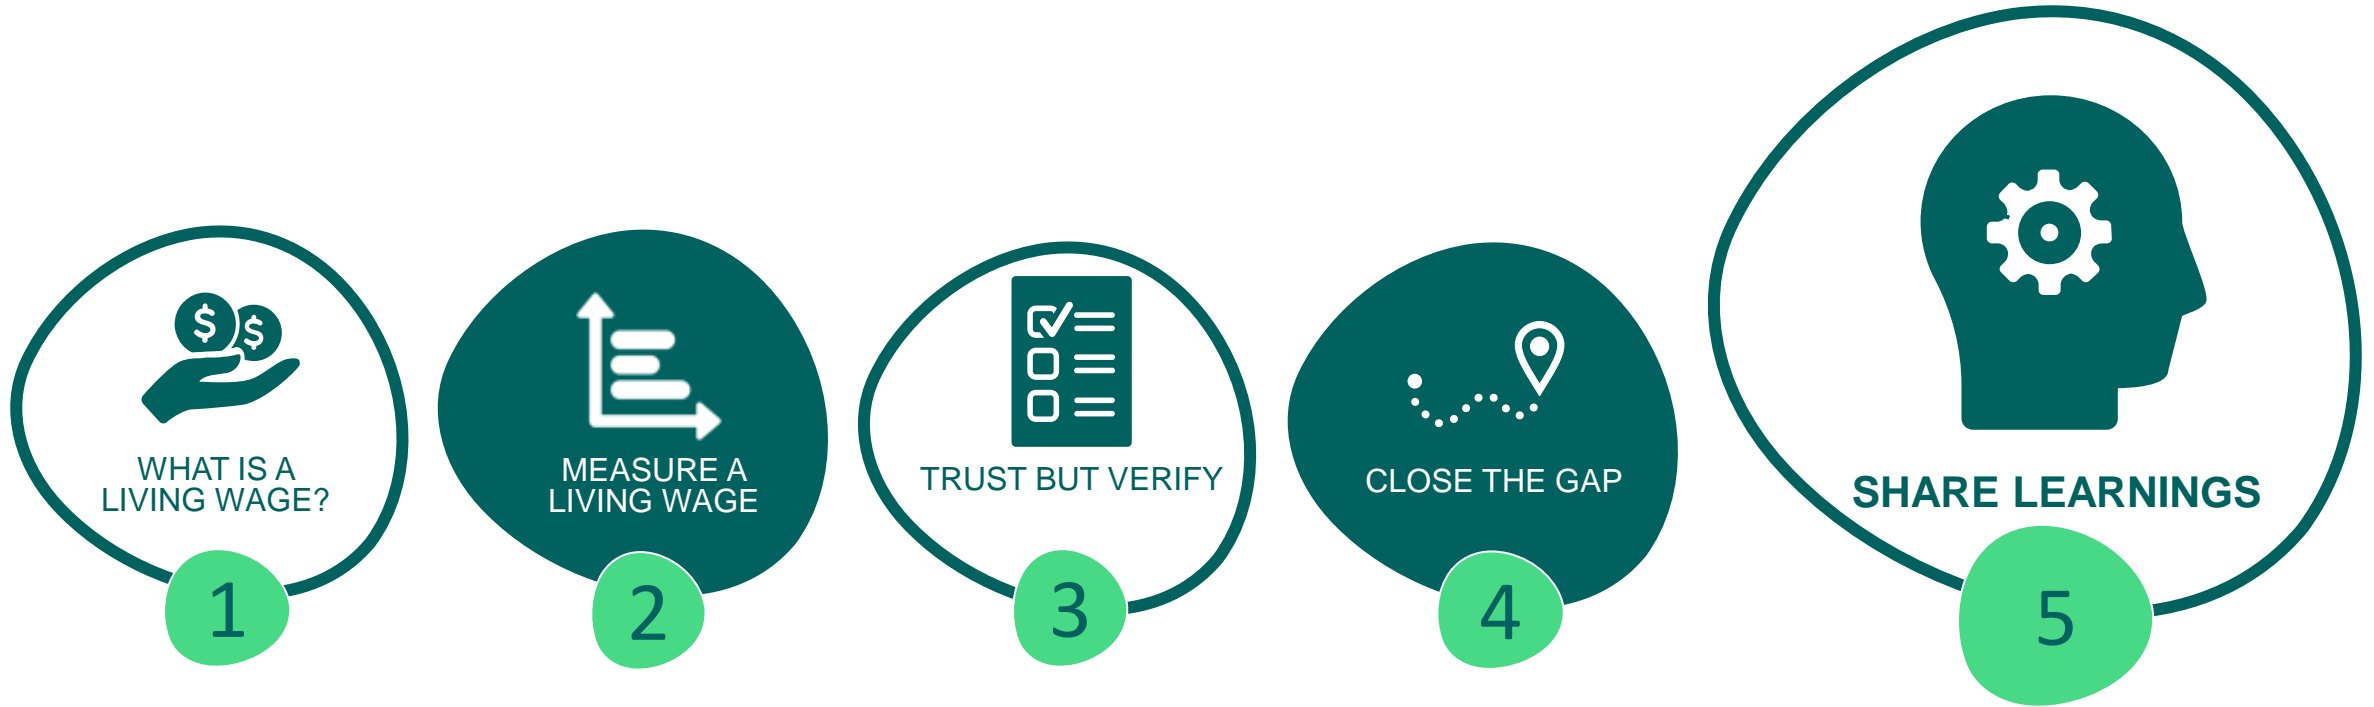 $ $
WHAT IS A
LIVING WAGE?
1
MEASURE A
LIVING WAGE
2
TRUST BUT VERIFY
3
CLOSE THE GAP
4
SHARE LEARNINGS
5